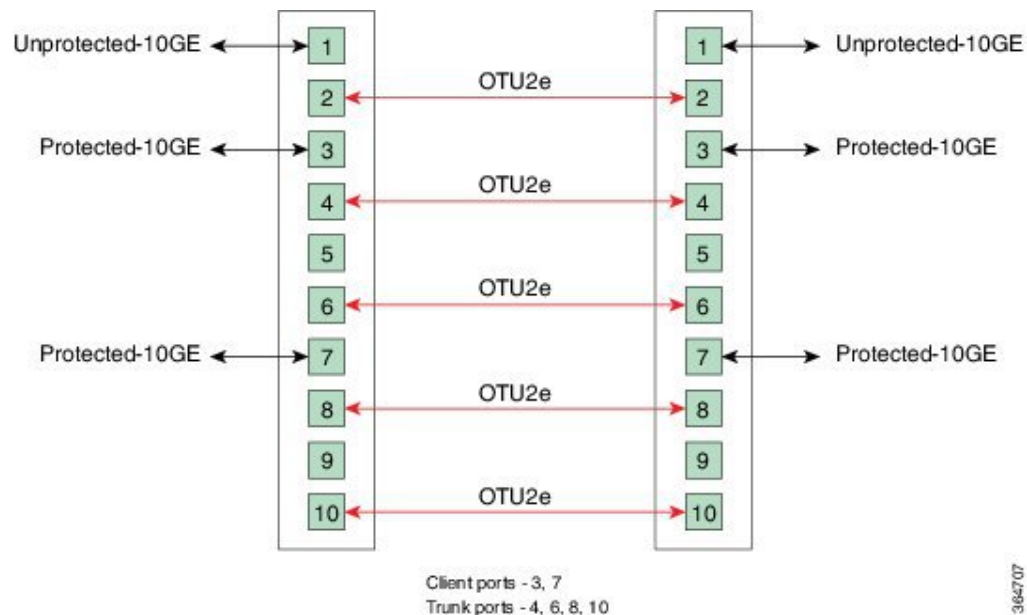 Unprotected-10GE 1 1 Unprotected-10GE
OTU2e
2 2
Protected-10GE 3 3 Protected-10GE
OTU2e
4 4
5 5
OTU2e
6 6
Protected-10GE 7 7 Protected-10GE
OTU2e
8 8
9 9
OTU2e
10 10
Client ports - 3, 7
Trunk ports - 4, 6, 8, 10
364707